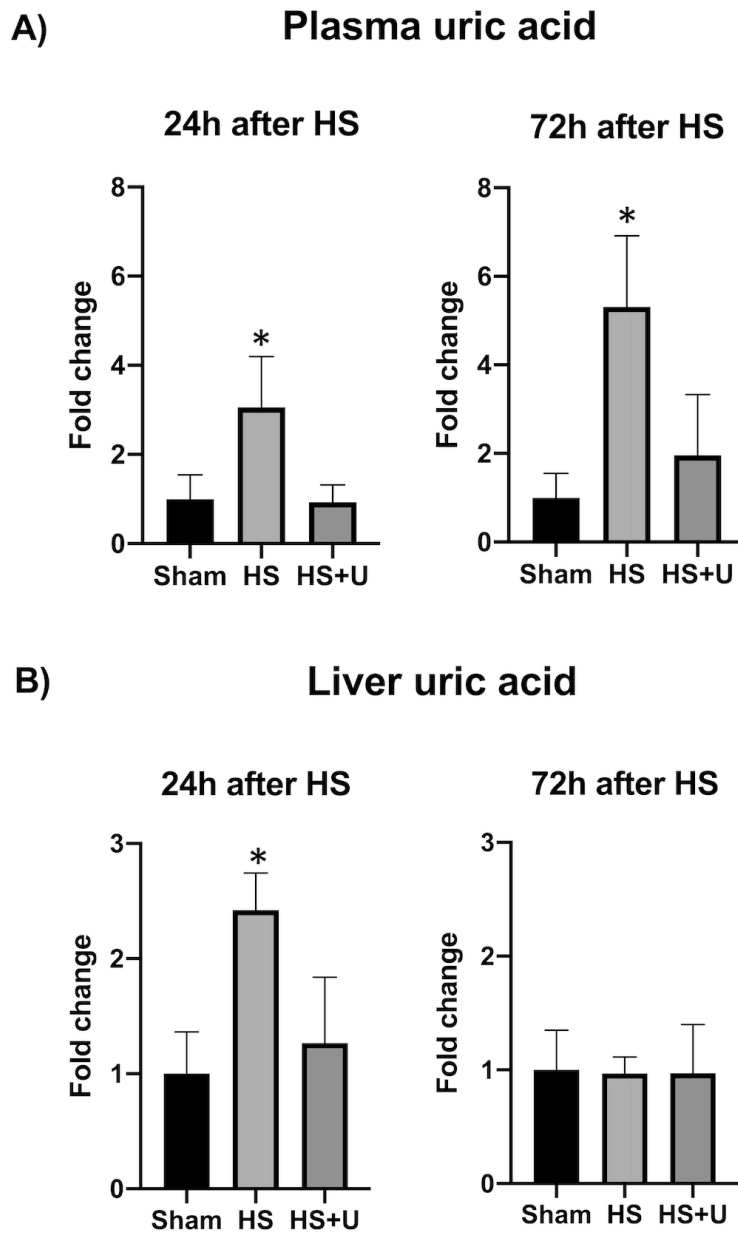 A) Plasma uric acid
24h after HS 72h after HS
Fold change
8
6
4
2
0
*
Sham HS HS+U
Fold change
8
6
4
2
0
*
Sham HS HS+U
B) Liver uric acid
24h after HS 72h after HS
Fold change
3
2
1
0
*
Sham HS HS+U
Fold change
3
2
1
0
Sham HS HS+U